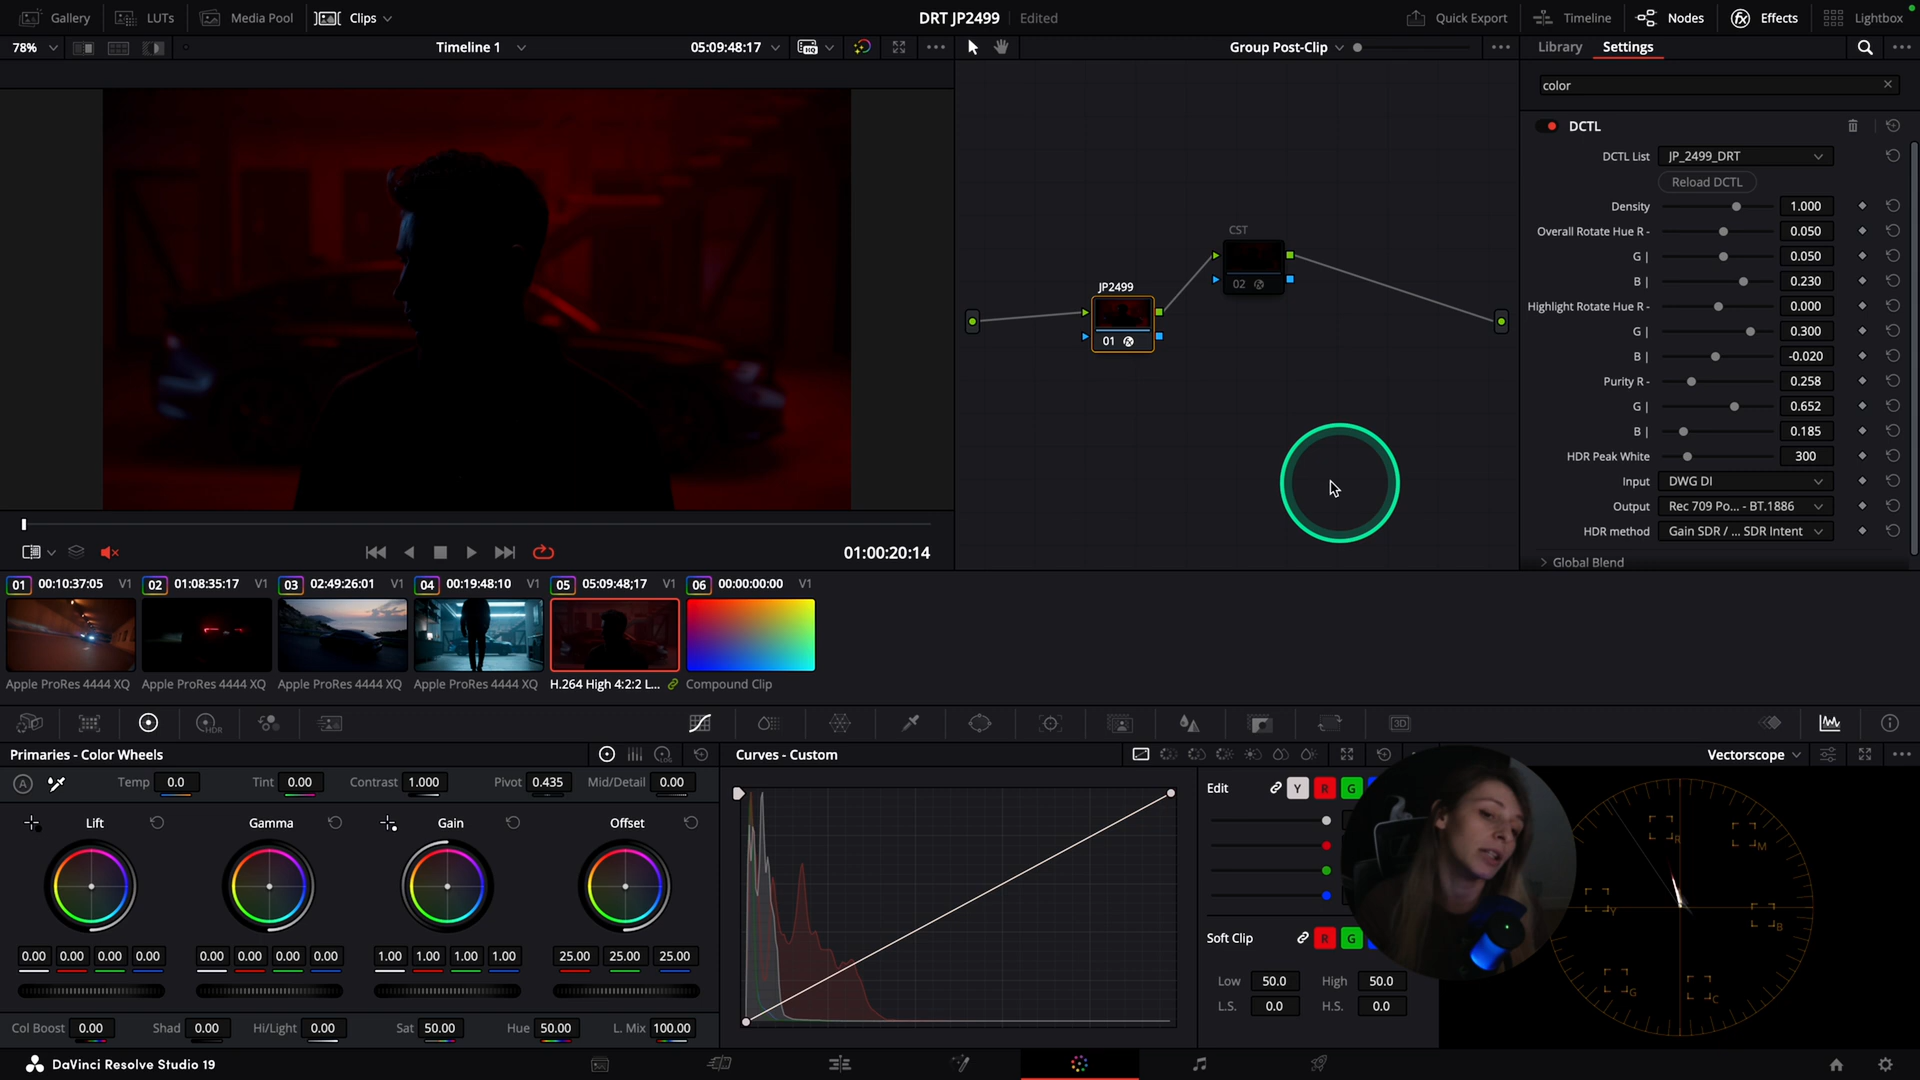 Gallery LUTs Media Pool Clips DRT JP2499 Edited Quick Export Timeline Nodes Effects Lightbox
78% Timeline 1 05:09:48:17 Group Post-Clip Library Settings
color
DCTL
DCTL List JP_2499_DRT
Reload DCTL
Density 1.000
Overall Rotate Hue R - 0.050
G | 0.050
B | 0.230
Highlight Rotate Hue R - 0.000
G | 0.300
B | -0.020
Purity R - 0.258
G | 0.652
B | 0.185
HDR Peak White 300
Input DWG DI
Output Rec 709 Po... - BT.1886
HDR method Gain SDR / ... SDR Intent
Global Blend
CST
02
JP2499
01
01:00:20:14
01 00:10:37:05 V1 02 01:08:35:17 V1 03 02:49:26:01 V1 04 00:19:48:10 V1 05 05:09:48;17 V1 06 00:00:00:00 V1
Apple ProRes 4444 XQ Apple ProRes 4444 XQ Apple ProRes 4444 XQ Apple ProRes 4444 XQ H.264 High 4:2:2 L... Compound Clip
HDR 3D
Primaries - Color Wheels LOG Curves - Custom Vectorscope
A Temp 0.0 Tint 0.00 Contrast 1.000 Pivot 0.435 Mid/Detail 0.00 Edit Y R G
Lift Gamma Gain Offset
R M
Y B
G C
Soft Clip R G
0.00 0.00 0.00 0.00 0.00 0.00 0.00 0.00 1.00 1.00 1.00 1.00 25.00 25.00 25.00
Low 50.0 High 50.0
L.S. 0.0 H.S. 0.0
Col Boost 0.00 Shad 0.00 Hi/Light 0.00 Sat 50.00 Hue 50.00 L. Mix 100.00
DaVinci Resolve Studio 19